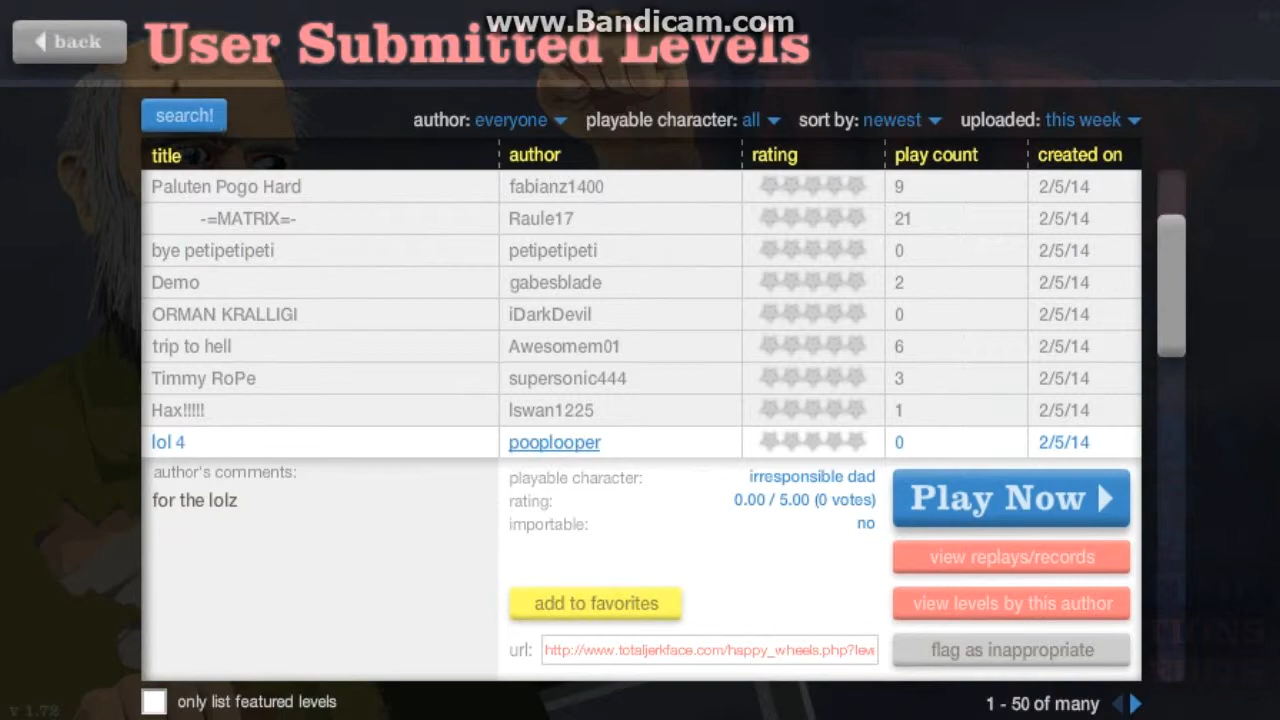 www.Bandicam.com
back
User Submitted Levels
search!
author: everyone playable character: all sort by: newest uploaded: this week
title author rating play count created on
Paluten Pogo Hard fabianz1400 9 2/5/14
-=MATRIX=- Raule17 21 2/5/14
bye petipetipeti petipetipeti 0 2/5/14
Demo gabesblade 2 2/5/14
ORMAN KRALLIGI iDarkDevil 0 2/5/14
trip to hell Awesomem01 6 2/5/14
Timmy RoPe supersonic444 3 2/5/14
Hax!!!!! lswan1225 1 2/5/14
lol 4 pooplooper 0 2/5/14
author's comments:
for the lolz
playable character: irresponsible dad
rating: 0.00 / 5.00 (0 votes)
importable: no
Play Now
view replays/records
add to favorites
view levels by this author
url: http://www.totaljerkface.com/happy_wheels.php?leve
flag as inappropriate
only list featured levels
1 - 50 of many
v 1.72